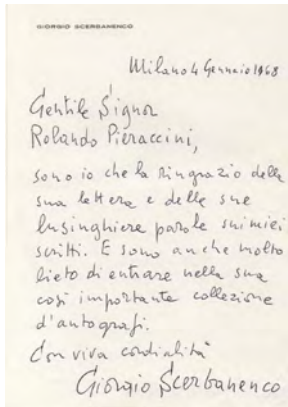 GIORGIO SCERBANENCO
Milano 4 Gennaio 1968
Gentile Signor
Rolando Pieraccini,
sono io che la ringrazio della
sua lettera e delle sue
lusinghiere parole sui miei
scritti. E sono anche molto
lieto di entrare nella sua
così importante collezione
d'autografi.
Con viva cordialità
Giorgio Scerbanenco